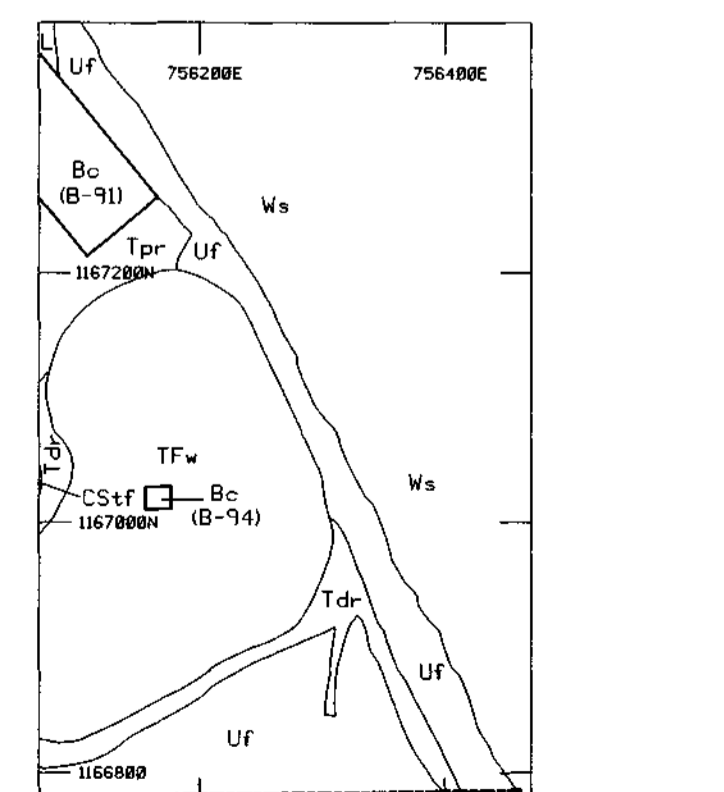 L
Uf
756200E
756400E
Bc
(B-91)
Ws
Tpr
Uf
1167200N
Tdr
TFw
CStf
Bc
(B-94)
Ws
1167000N
Tdr
Uf
Uf
1166800